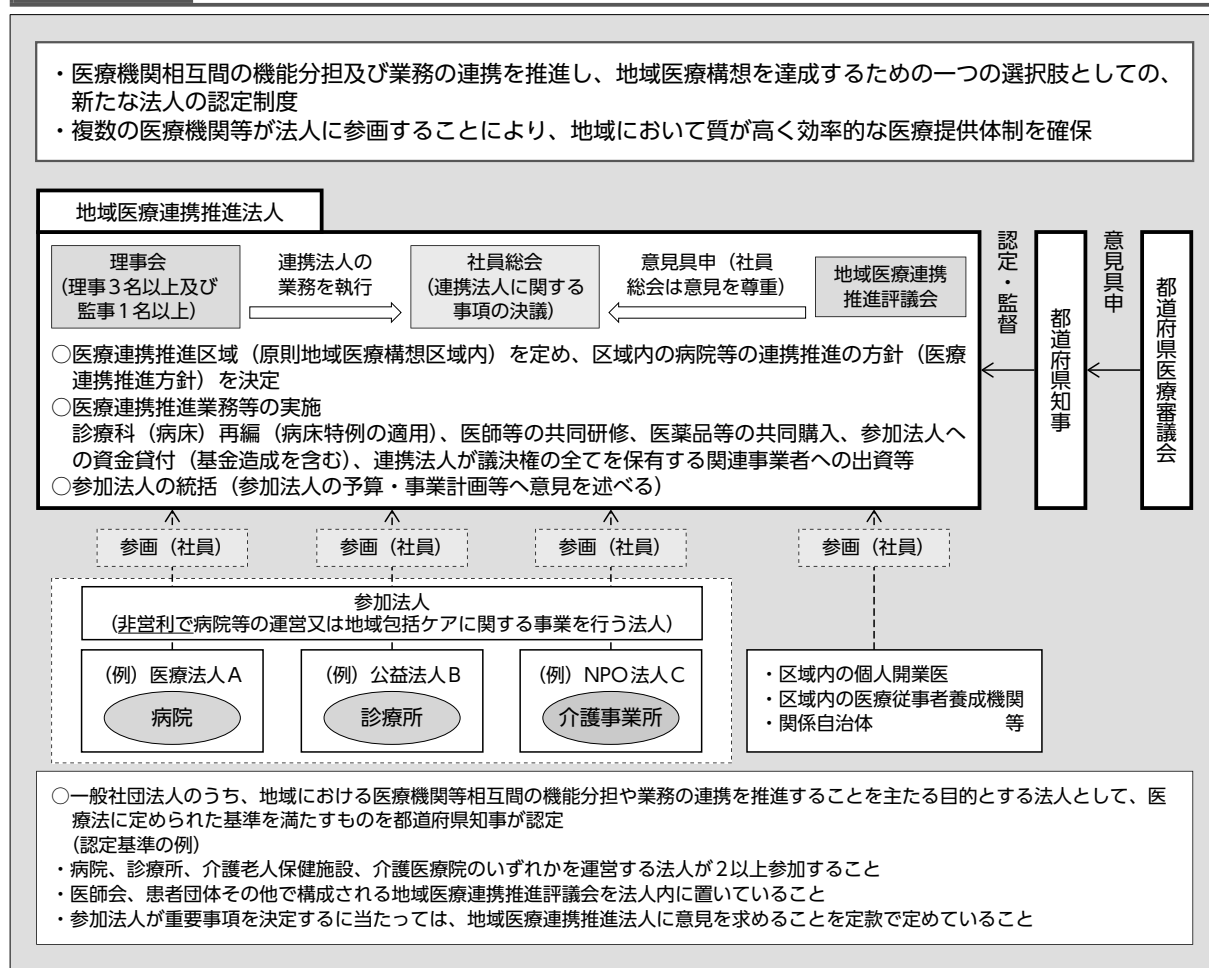 ・医療機関相互間の機能分担及び業務の連携を推進し、地域医療構想を達成するための一つの選択肢としての、
新たな法人の認定制度
・複数の医療機関等が法人に参画することにより、地域において質が高く効率的な医療提供体制を確保
地域医療連携推進法人
理事会
(理事3名以上及び
監事1名以上)
連携法人の
業務を執行
社員総会
(連携法人に関する
事項の決議)
意見具申（社員
総会は意見を尊重）
地域医療連携
推進評議会
認定・監督
都道府県知事
意見具申
都道府県医療審議会
○医療連携推進区域（原則地域医療構想区域内）を定め、区域内の病院等の連携推進の方針（医療
連携推進方針）を決定
○医療連携推進業務等の実施
診療科（病床）再編（病床特例の適用）、医師等の共同研修、医薬品等の共同購入、参加法人へ
の資金貸付（基金造成を含む）、連携法人が議決権の全てを保有する関連事業者への出資等
○参加法人の統括（参加法人の予算・事業計画等へ意見を述べる）
参画（社員）
参画（社員）
参画（社員）
参画（社員）
参加法人
（非営利で病院等の運営又は地域包括ケアに関する事業を行う法人）
（例）医療法人A
病院
（例）公益法人B
診療所
（例）NPO法人C
介護事業所
・区域内の個人開業医
・区域内の医療従事者養成機関
・関係自治体　等
○一般社団法人のうち、地域における医療機関等相互間の機能分担や業務の連携を推進することを主たる目的とする法人として、医
療法に定められた基準を満たすものを都道府県知事が認定
（認定基準の例）
・病院、診療所、介護老人保健施設、介護医療院のいずれかを運営する法人が2以上参加すること
・医師会、患者団体その他で構成される地域医療連携推進評議会を法人内に置いていること
・参加法人が重要事項を決定するに当たっては、地域医療連携推進法人に意見を求めることを定款で定めていること